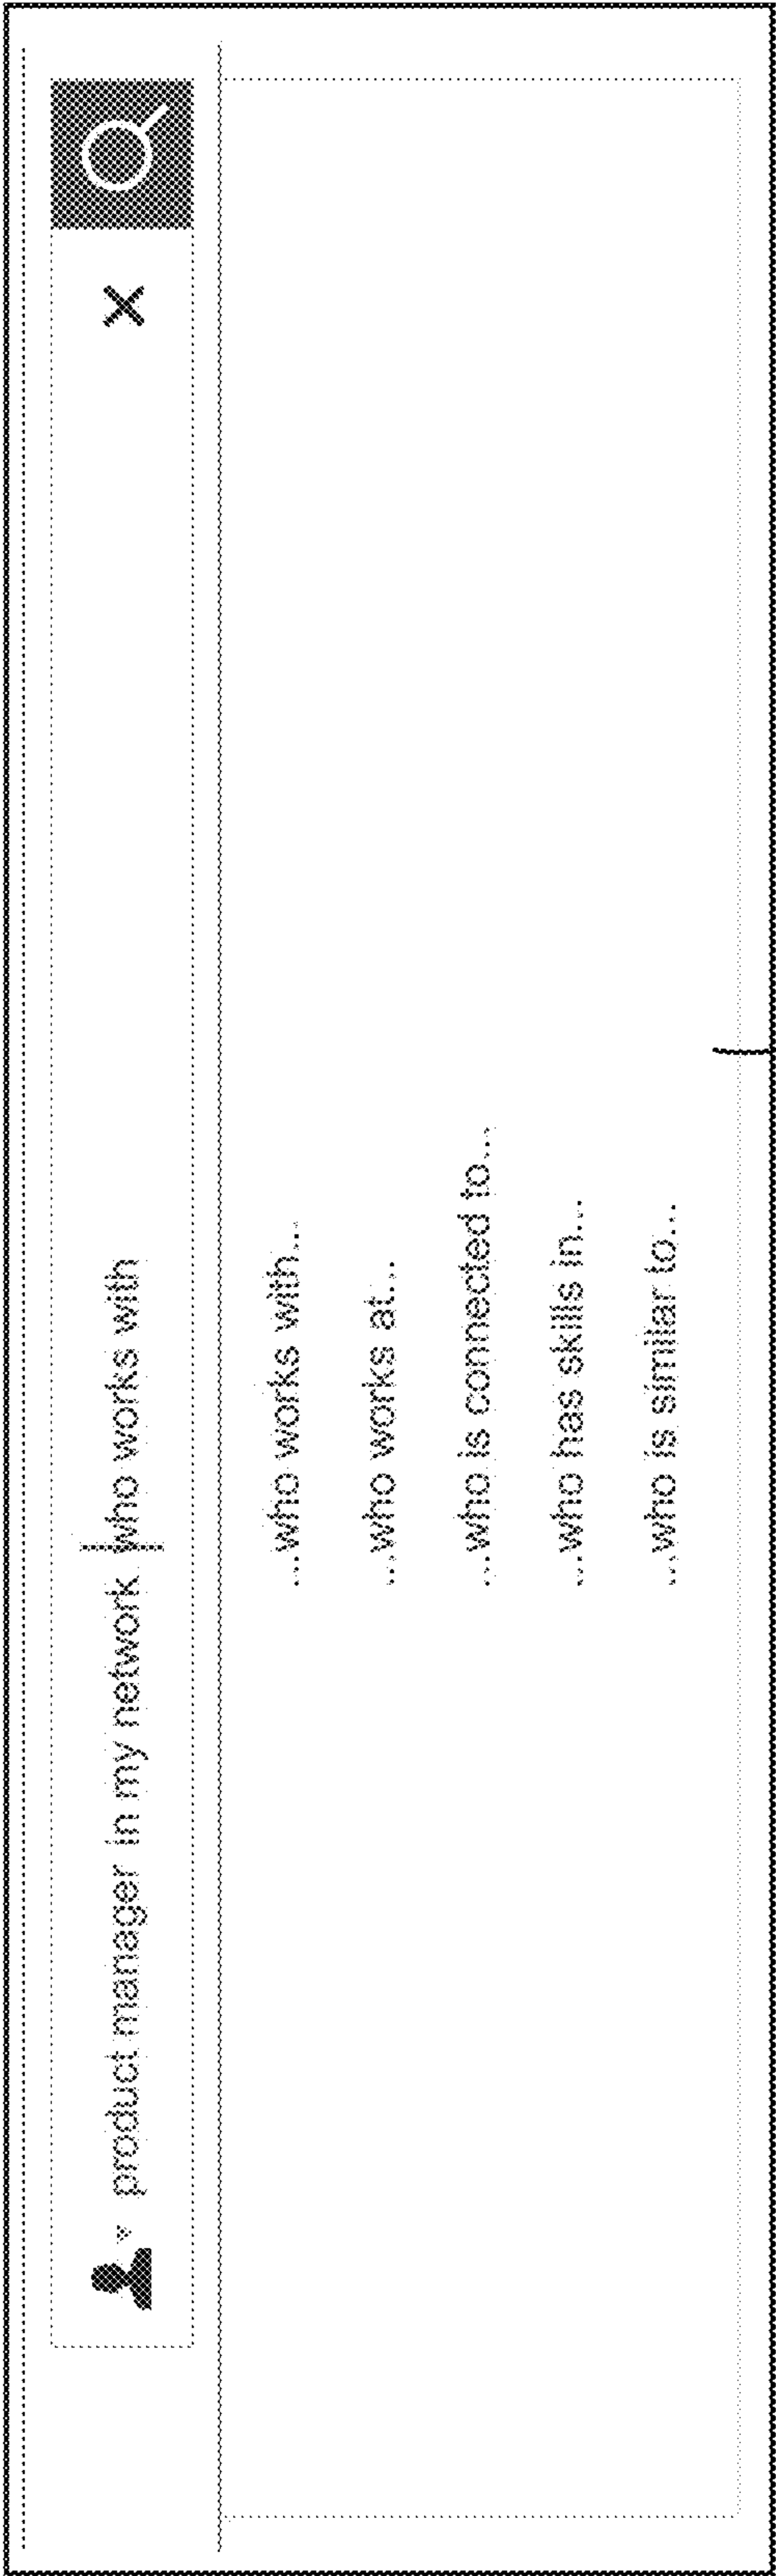 product manager in my network who works with
...who works with...
...who works at...
...who is connected to...
...who has skills in...
...who is similar to...